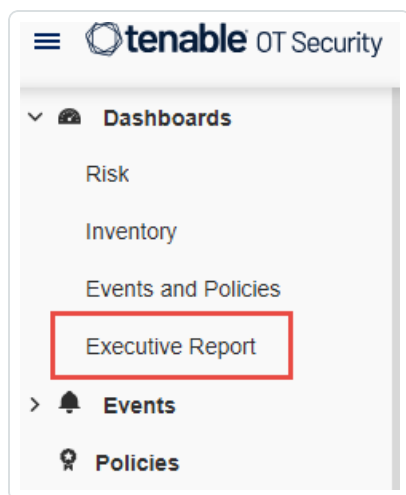 tenable OT Security
Dashboards
Risk
Inventory
Events and Policies
Executive Report
Events
Policies